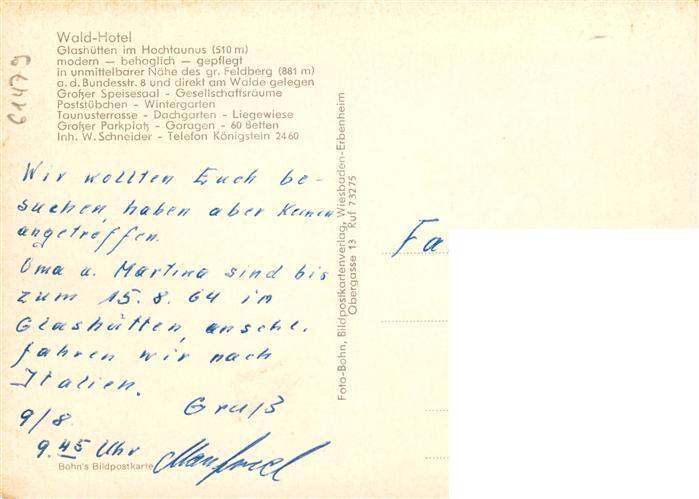 Wald-Hotel
Glashütten im Hochtaunus (510 m)
modern — behaglich — gepflegt
in unmittelbarer Nähe des gr. Feldberg (881 m)
a. d. Bundesstr. 8 und direkt am Walde gelegen
Großer Speisesaal - Gesellschaftsräume
Poststübchen - Wintergarten
Taunusterrasse - Dachgarten - Liegewiese
Großer Parkplatz - Garagen - 60 Betten
Inh. W. Schneider - Telefon Königstein 2460
61479
Wir wollten Euch be-
suchen, haben aber keinen
angetroffen.
Oma u. Martina sind bis
zum 15. 8. 64 in
Glashütten, anschl.
fahren wir nach
Italien.
Gruß
9/8.
9.45 Uhr
Manfred
Bohn's Bildpostkarte
Foto-Bohn, Bildpostkartenverlag, Wiesbaden-Erbenheim
Obergasse 13 Ruf 73275
Fa